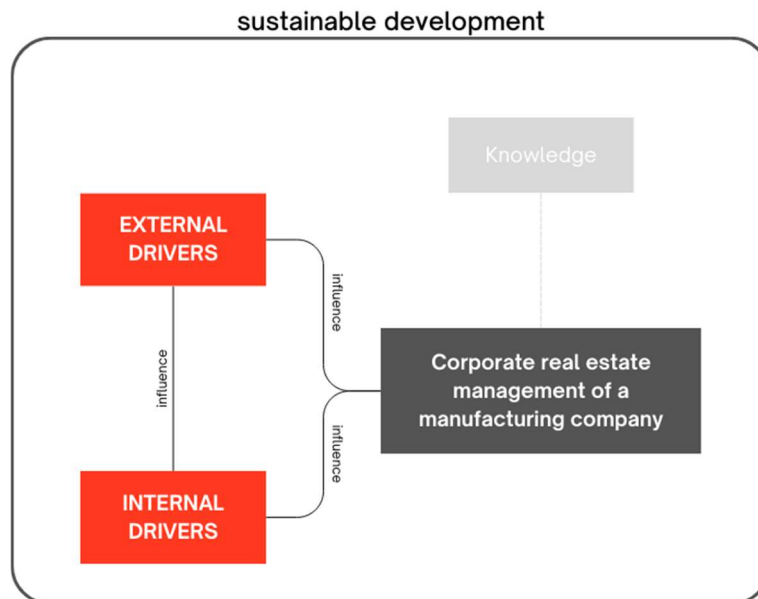 sustainable development
Knowledge
EXTERNAL
DRIVERS
influence
influence
Corporate real estate
management of a
manufacturing company
influence
INTERNAL
DRIVERS